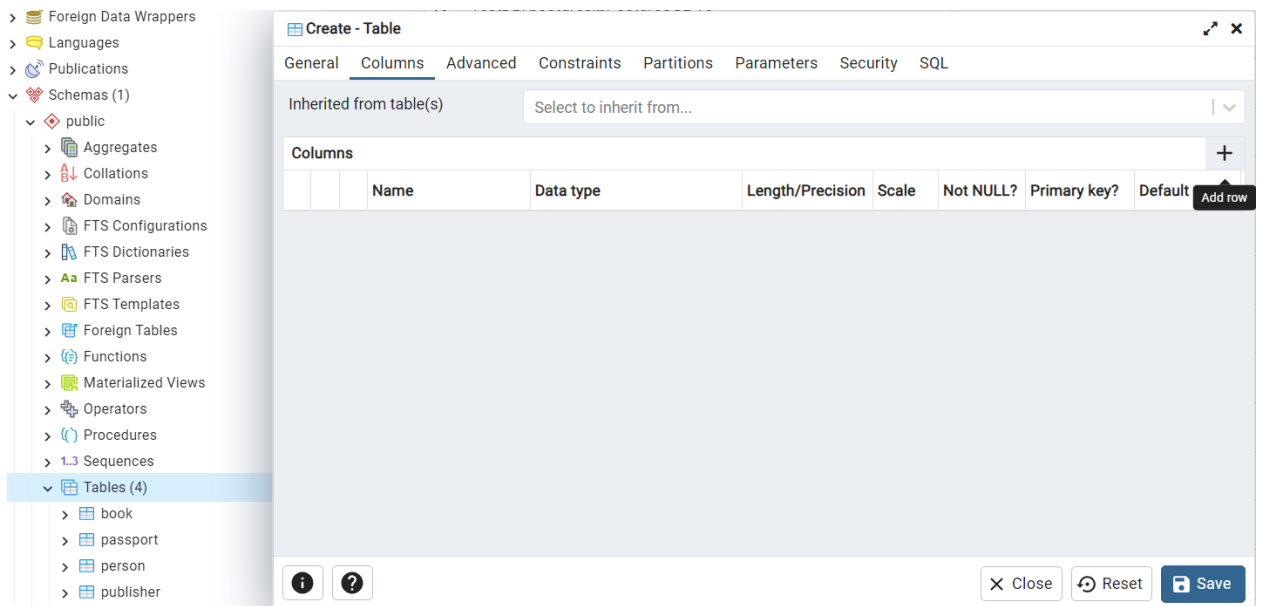 Foreign Data Wrappers
Languages
Publications
Schemas (1)
public
Aggregates
Collations
Domains
FTS Configurations
FTS Dictionaries
Aa FTS Parsers
FTS Templates
Foreign Tables
Functions
Materialized Views
Operators
Procedures
1..3 Sequences
Tables (4)
book
passport
person
publisher
Create - Table
General Columns Advanced Constraints Partitions Parameters Security SQL
Inherited from table(s) Select to inherit from...
Columns
Name Data type Length/Precision Scale Not NULL? Primary key? Default
Add row
Close Reset Save